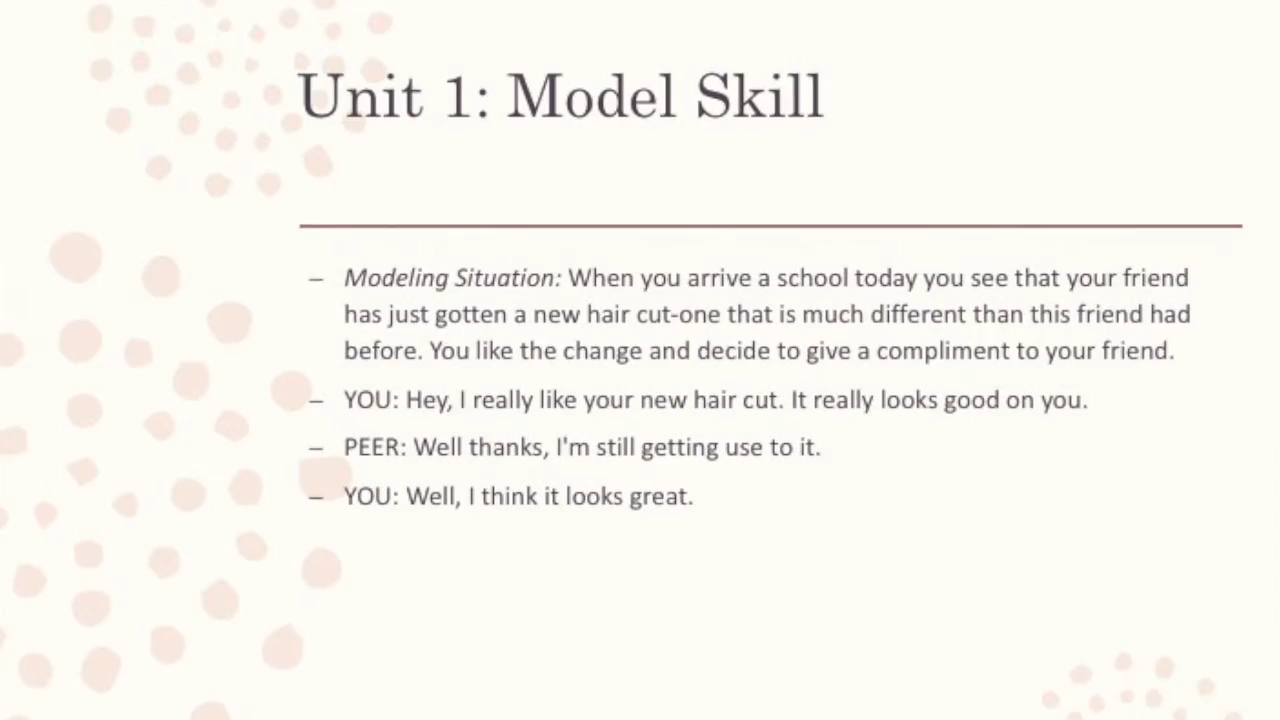 Unit 1: Model Skill
– Modeling Situation: When you arrive a school today you see that your friend
has just gotten a new hair cut-one that is much different than this friend had
before. You like the change and decide to give a compliment to your friend.
– YOU: Hey, I really like your new hair cut. It really looks good on you.
– PEER: Well thanks, I'm still getting use to it.
– YOU: Well, I think it looks great.